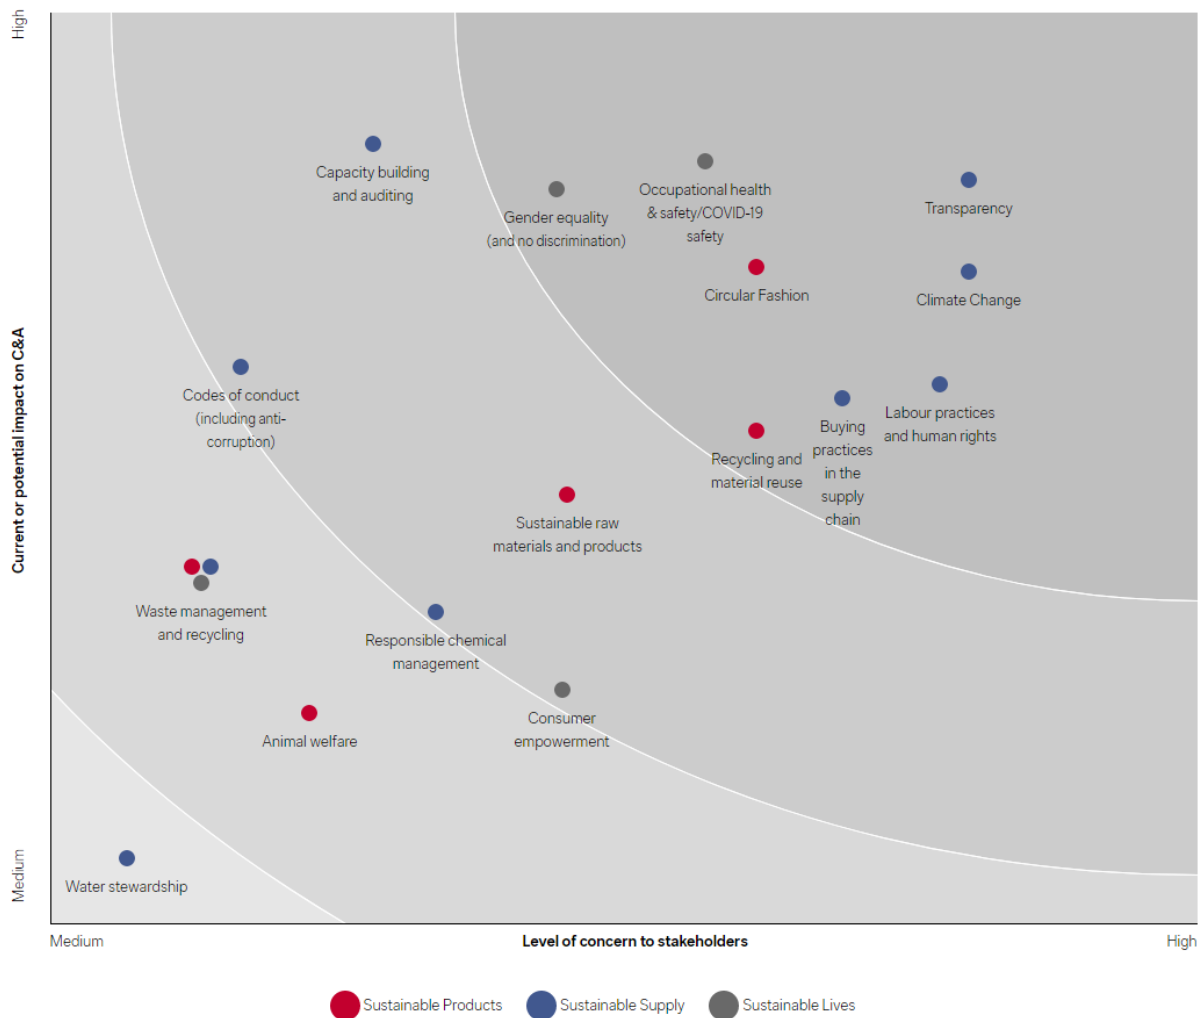 High
Capacity building
and auditing
Gender equality
(and no discrimination)
Occupational health
& safety/COVID-19
safety
Transparency
Circular Fashion
Climate Change
Current or potential impact on C&A
Codes of conduct
(including anti-
corruption)
Labour practices
and human rights
Buying
practices
in the
supply
chain
Recycling and
material reuse
Sustainable raw
materials and products
Waste management
and recycling
Responsible chemical
management
Consumer
empowerment
Animal welfare
Medium
Water stewardship
Medium
Level of concern to stakeholders
High
Sustainable Products
Sustainable Supply
Sustainable Lives